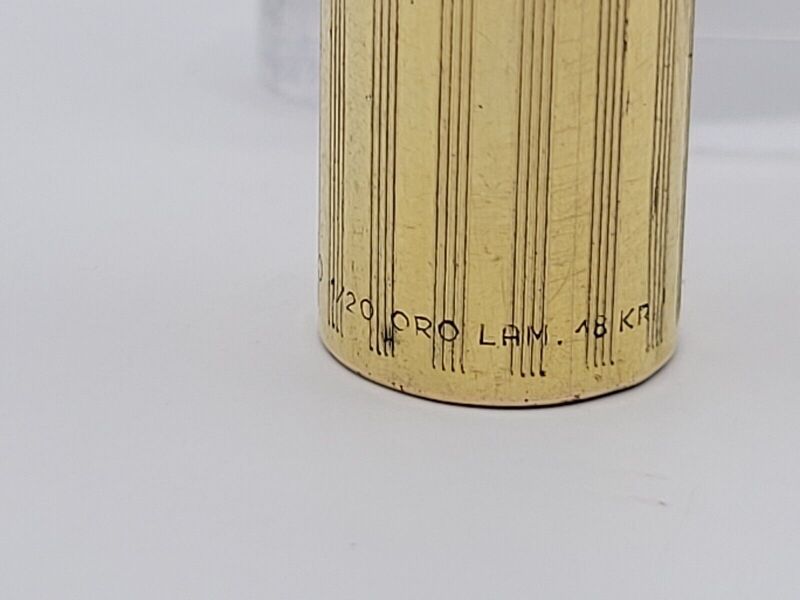 1/20 ORO LAM. 18 KR